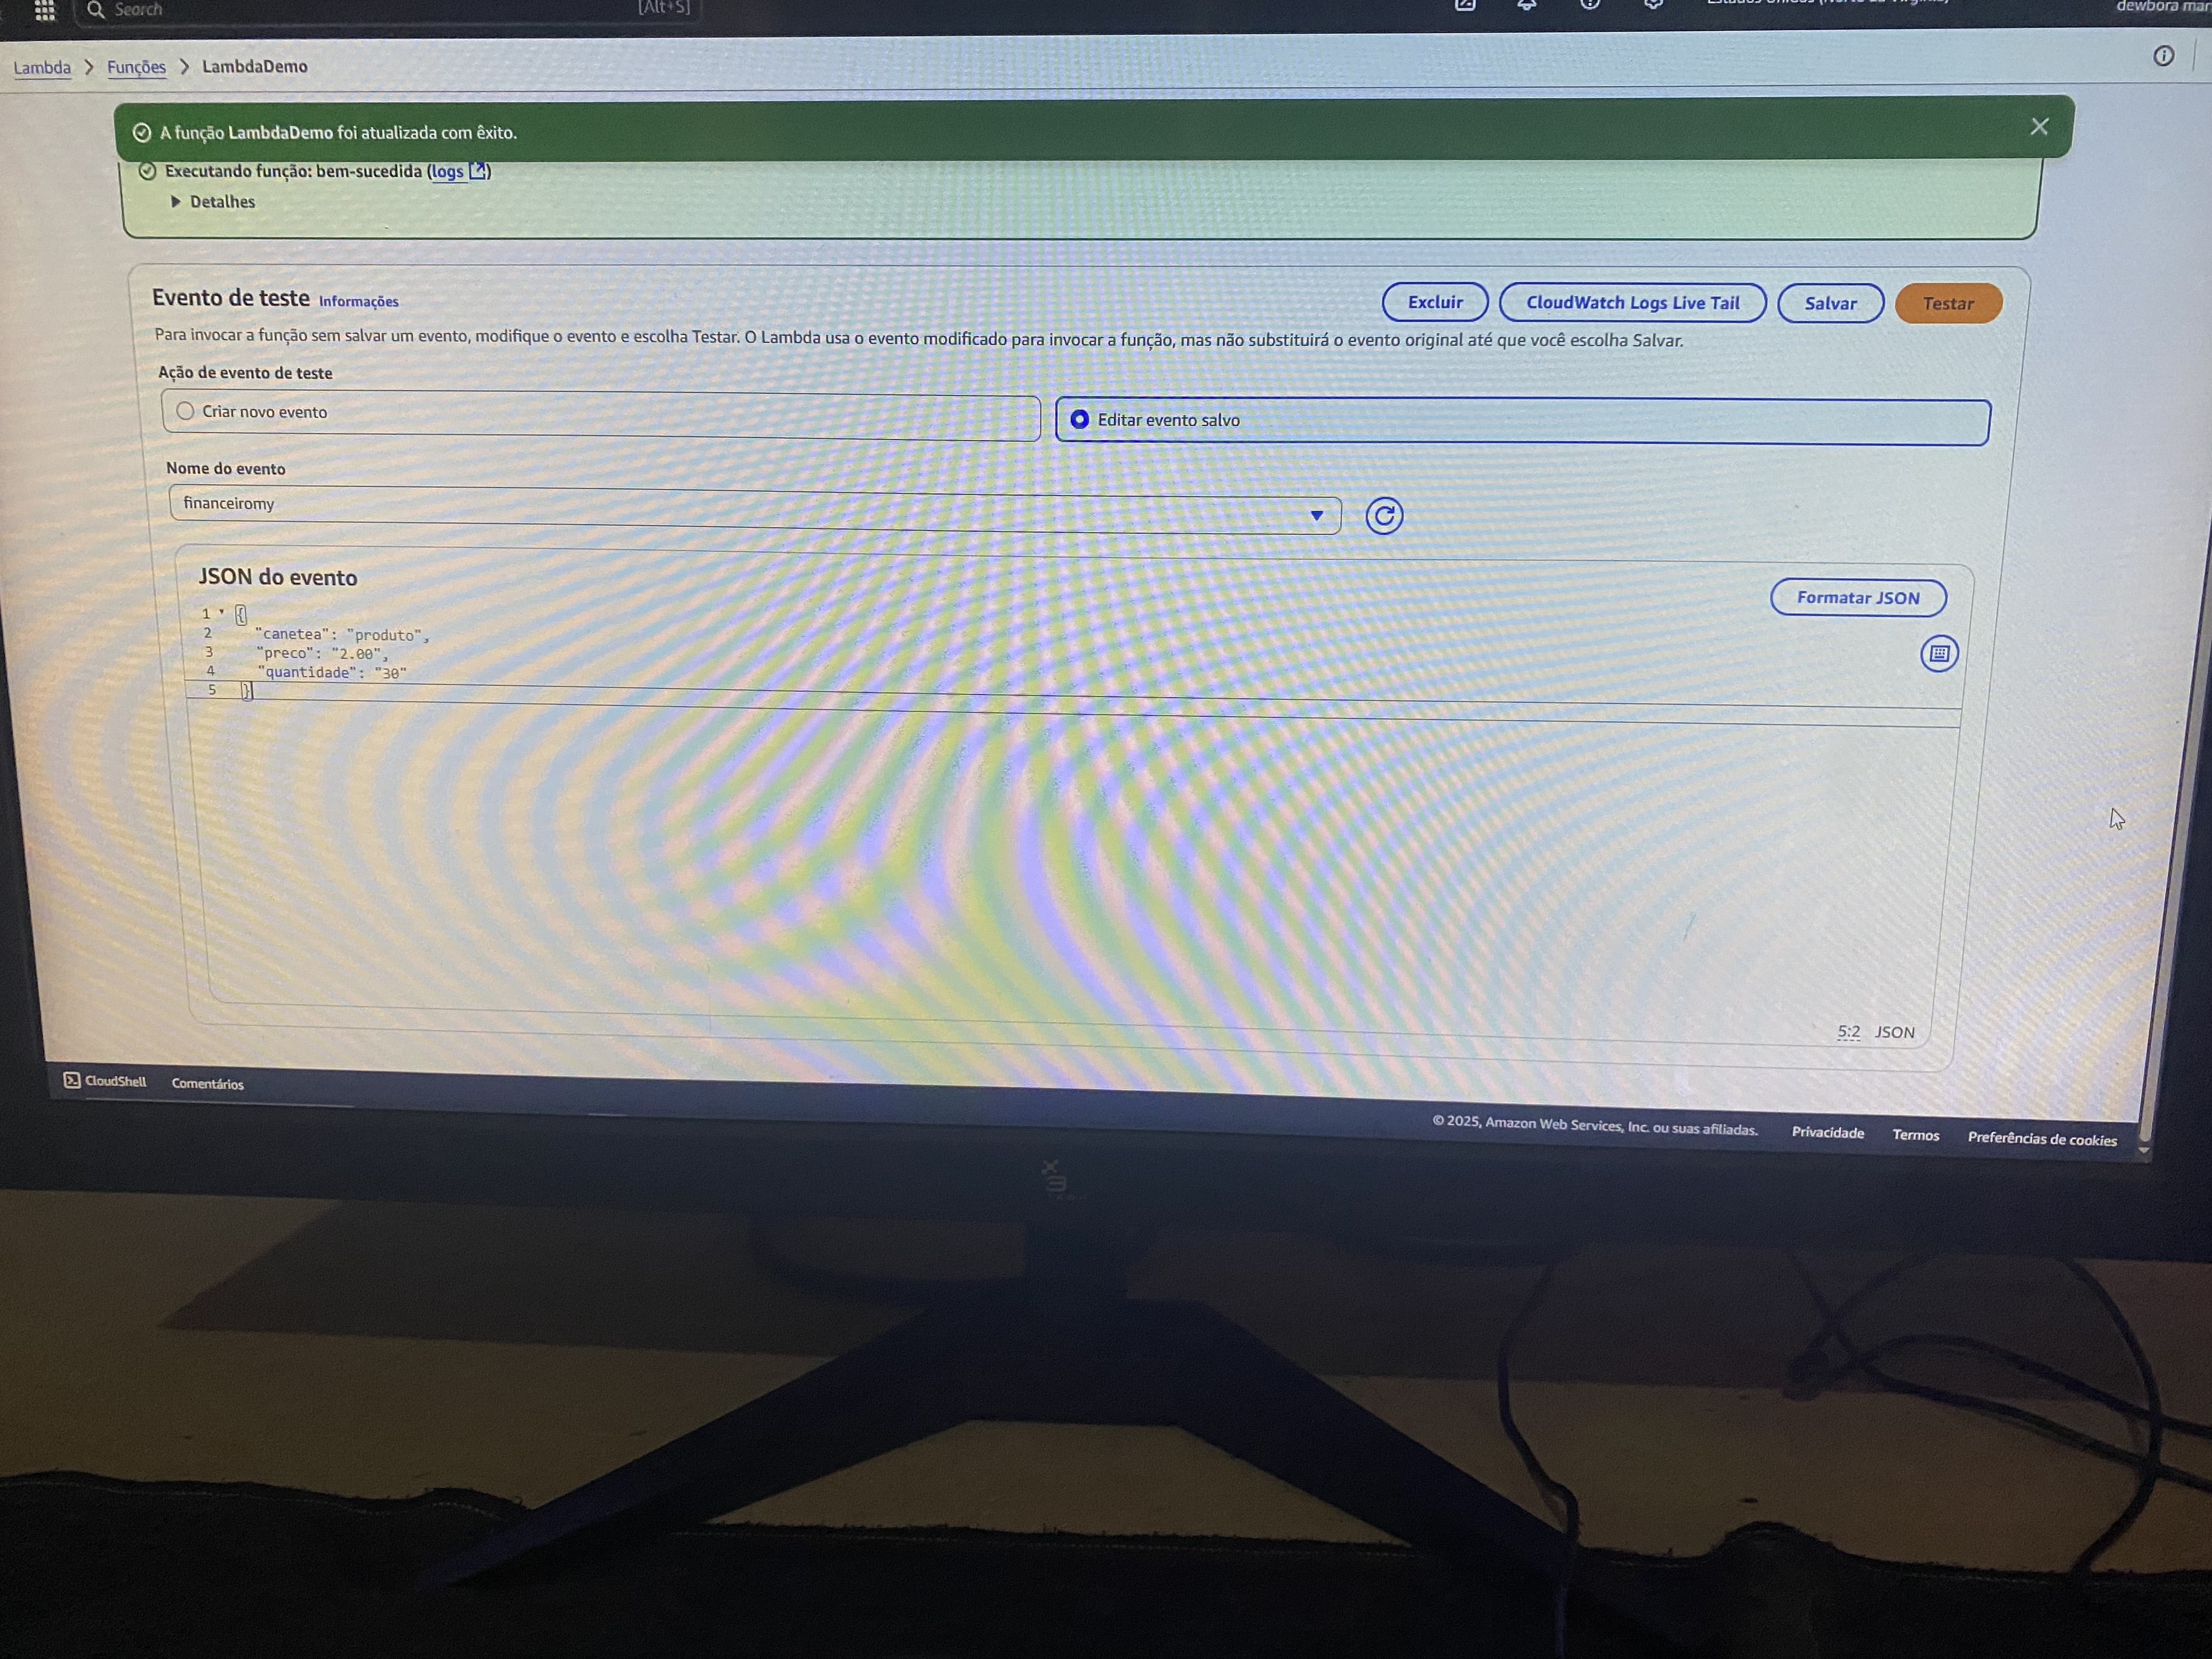 Search [Alt+S]
dewbora mar
Lambda > Funções > LambdaDemo
A função LambdaDemo foi atualizada com êxito.
Executando função: bem-sucedida (logs)
Detalhes
Evento de teste Informações
Excluir CloudWatch Logs Live Tail Salvar Testar
Para invocar a função sem salvar um evento, modifique o evento e escolha Testar. O Lambda usa o evento modificado para invocar a função, mas não substituirá o evento original até que você escolha Salvar.
Ação de evento de teste
Criar novo evento
Editar evento salvo
Nome do evento
financeiromy
JSON do evento
Formatar JSON
1 {
2 "canetea": "produto",
3 "preco": "2.00",
4 "quantidade": "30"
5 }
5:2 JSON
CloudShell Comentários
© 2025, Amazon Web Services, Inc. ou suas afiliadas. Privacidade Termos Preferências de cookies